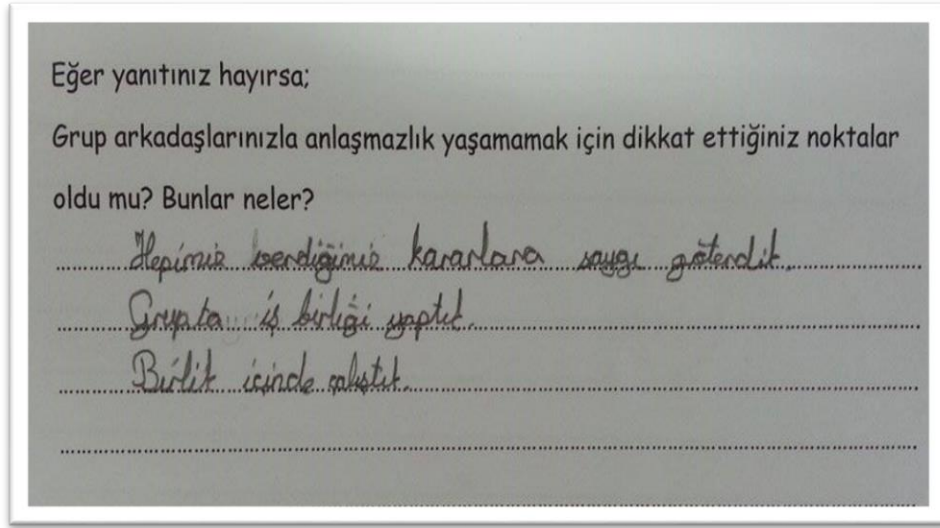 Eğer yanıtınız hayırsa;
Grup arkadaşlarınızla anlaşmazlık yaşamamak için dikkat ettiğiniz noktalar
oldu mu? Bunlar neler?
Hepimiz verdiğimiz kararlara saygı göterdik.
Grupta iş birliği yaptık.
Birlik içinde çalıştık.